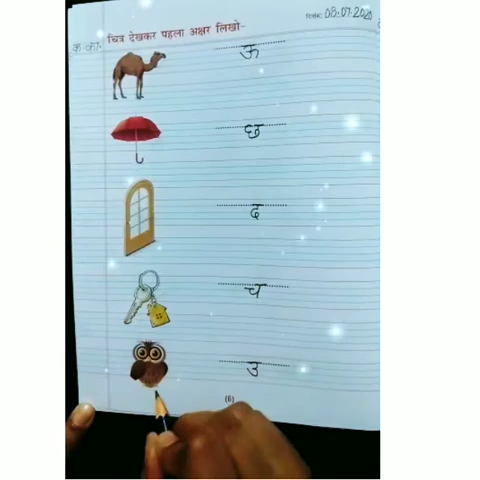 दिनांक: 08.07.2020
क का. चित्र देखकर पहला अक्षर लिखो-
ऊ
छ
द
च
उ
(6)